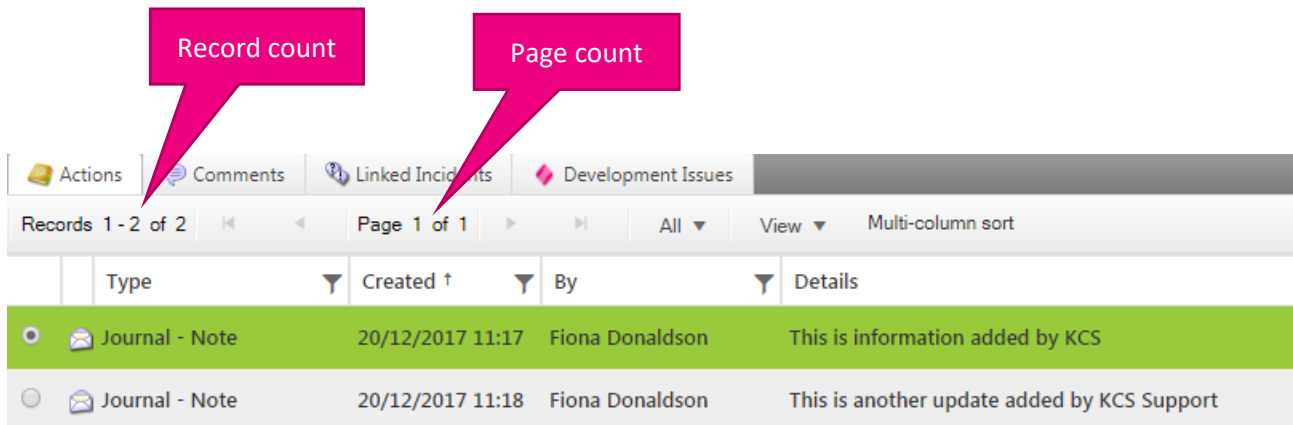 Record count
Page count
Actions Comments Linked Incidents Development Issues
Records 1 - 2 of 2 Page 1 of 1 All View Multi-column sort
Type Created ↑ By Details
Journal - Note 20/12/2017 11:17 Fiona Donaldson This is information added by KCS
Journal - Note 20/12/2017 11:18 Fiona Donaldson This is another update added by KCS Support